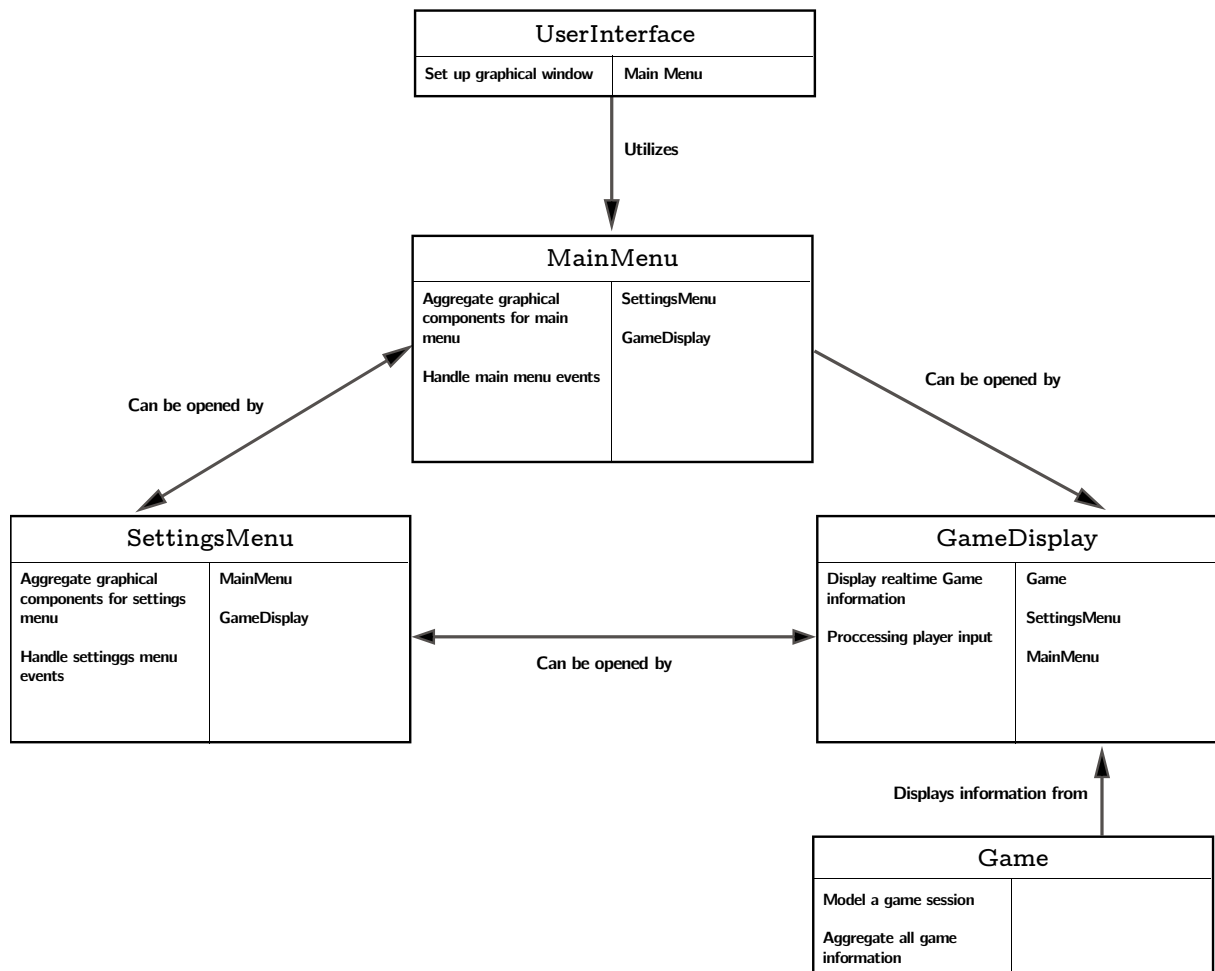 UserInterface
Set up graphical window
Main Menu
Utilizes
MainMenu
Aggregate graphical
components for main
menu
Handle main menu events
SettingsMenu
GameDisplay
Can be opened by
Can be opened by
SettingsMenu
Aggregate graphical
components for settings
menu
Handle settinggs menu
events
MainMenu
GameDisplay
Can be opened by
GameDisplay
Display realtime Game
information
Proccessing player input
Game
SettingsMenu
MainMenu
Displays information from
Game
Model a game session
Aggregate all game
information